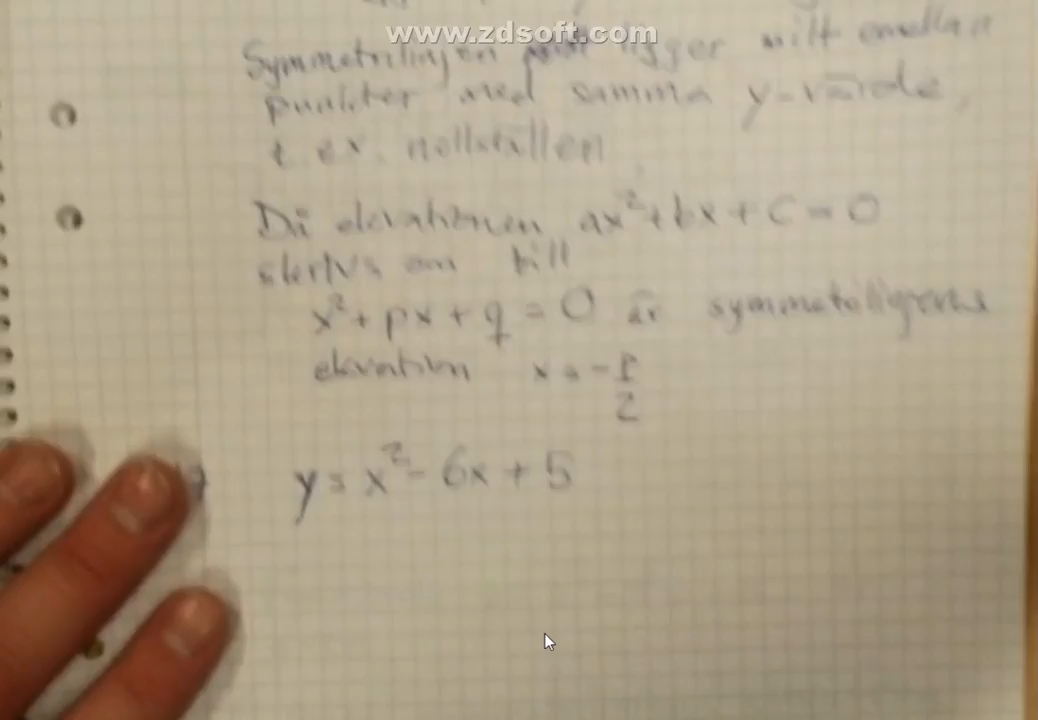 www.zdsoft.com
Symmetrilinjen ligger mitt emellan
punkter med samma y-värde,
t. ex. nollställen
Då ekvationen ax²+bx+c=0
skrivs om till
x²+px+q=0 är symmetriligens
ekvation x=-p/2
y=x²-6x+5